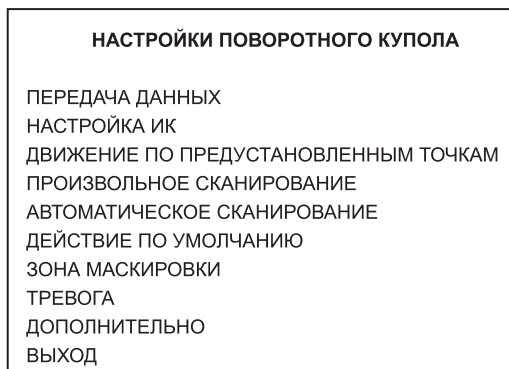 НАСТРОЙКИ ПОВОРОТНОГО КУПОЛА
ПЕРЕДАЧА ДАННЫХ
НАСТРОЙКА ИК
ДВИЖЕНИЕ ПО ПРЕДУСТАНОВЛЕННЫМ ТОЧКАМ
ПРОИЗВОЛЬНОЕ СКАНИРОВАНИЕ
АВТОМАТИЧЕСКОЕ СКАНИРОВАНИЕ
ДЕЙСТВИЕ ПО УМОЛЧАНИЮ
ЗОНА МАСКИРОВКИ
ТРЕВОГА
ДОПОЛНИТЕЛЬНО
ВЫХОД